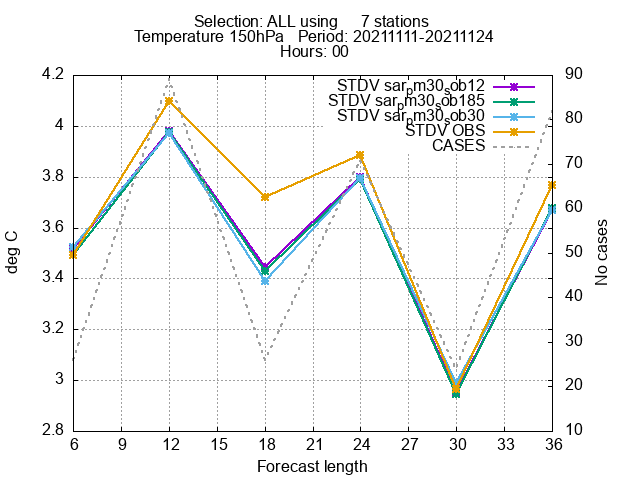 Selection: ALL using 7 stations
Temperature 150hPa Period: 20211111-20211124
Hours: 00
4.2
4
3.8
3.6
3.4
3.2
3
2.8
deg C
STDV sarpm30sob12
STDV sarpm30sob185
STDV sarpm30sob30
STDV OBS
CASES
90
80
70
60
50
40
30
20
10
No cases
6 9 12 15 18 21 24 27 30 33 36
Forecast length